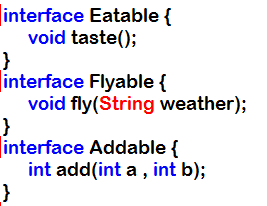 interface Eatable {
void taste();
}
interface Flyable {
void fly(String weather);
}
interface Addable {
int add(int a , int b);
}